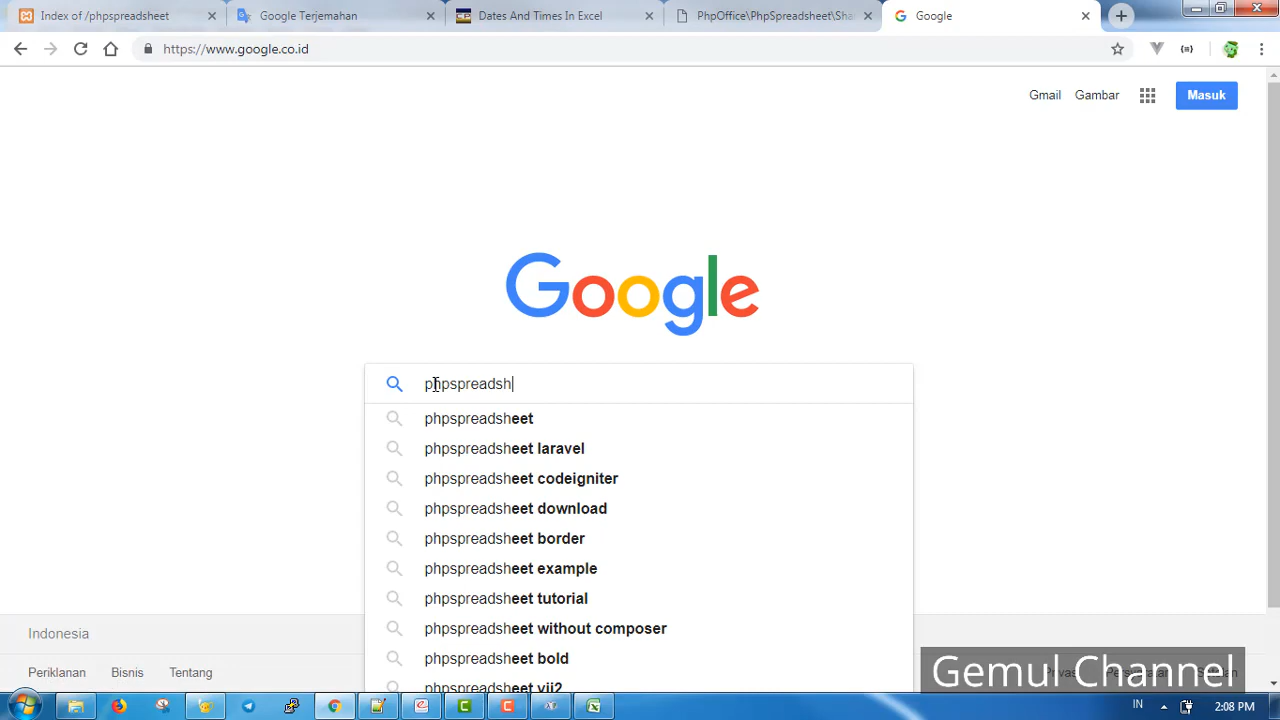 Index of /phpspreadsheet
Google Terjemahan
Dates And Times In Excel
PhpOffice\PhpSpreadsheet\Sha
Google
https://www.google.co.id
Gmail
Gambar
Masuk
Google
phpspreadsh
phpspreadsheet
phpspreadsheet laravel
phpspreadsheet codeigniter
phpspreadsheet download
phpspreadsheet border
phpspreadsheet example
phpspreadsheet tutorial
phpspreadsheet without composer
phpspreadsheet bold
phpspreadsheet yii2
Indonesia
Periklanan
Bisnis
Tentang
Gemul Channel
IN
2:08 PM